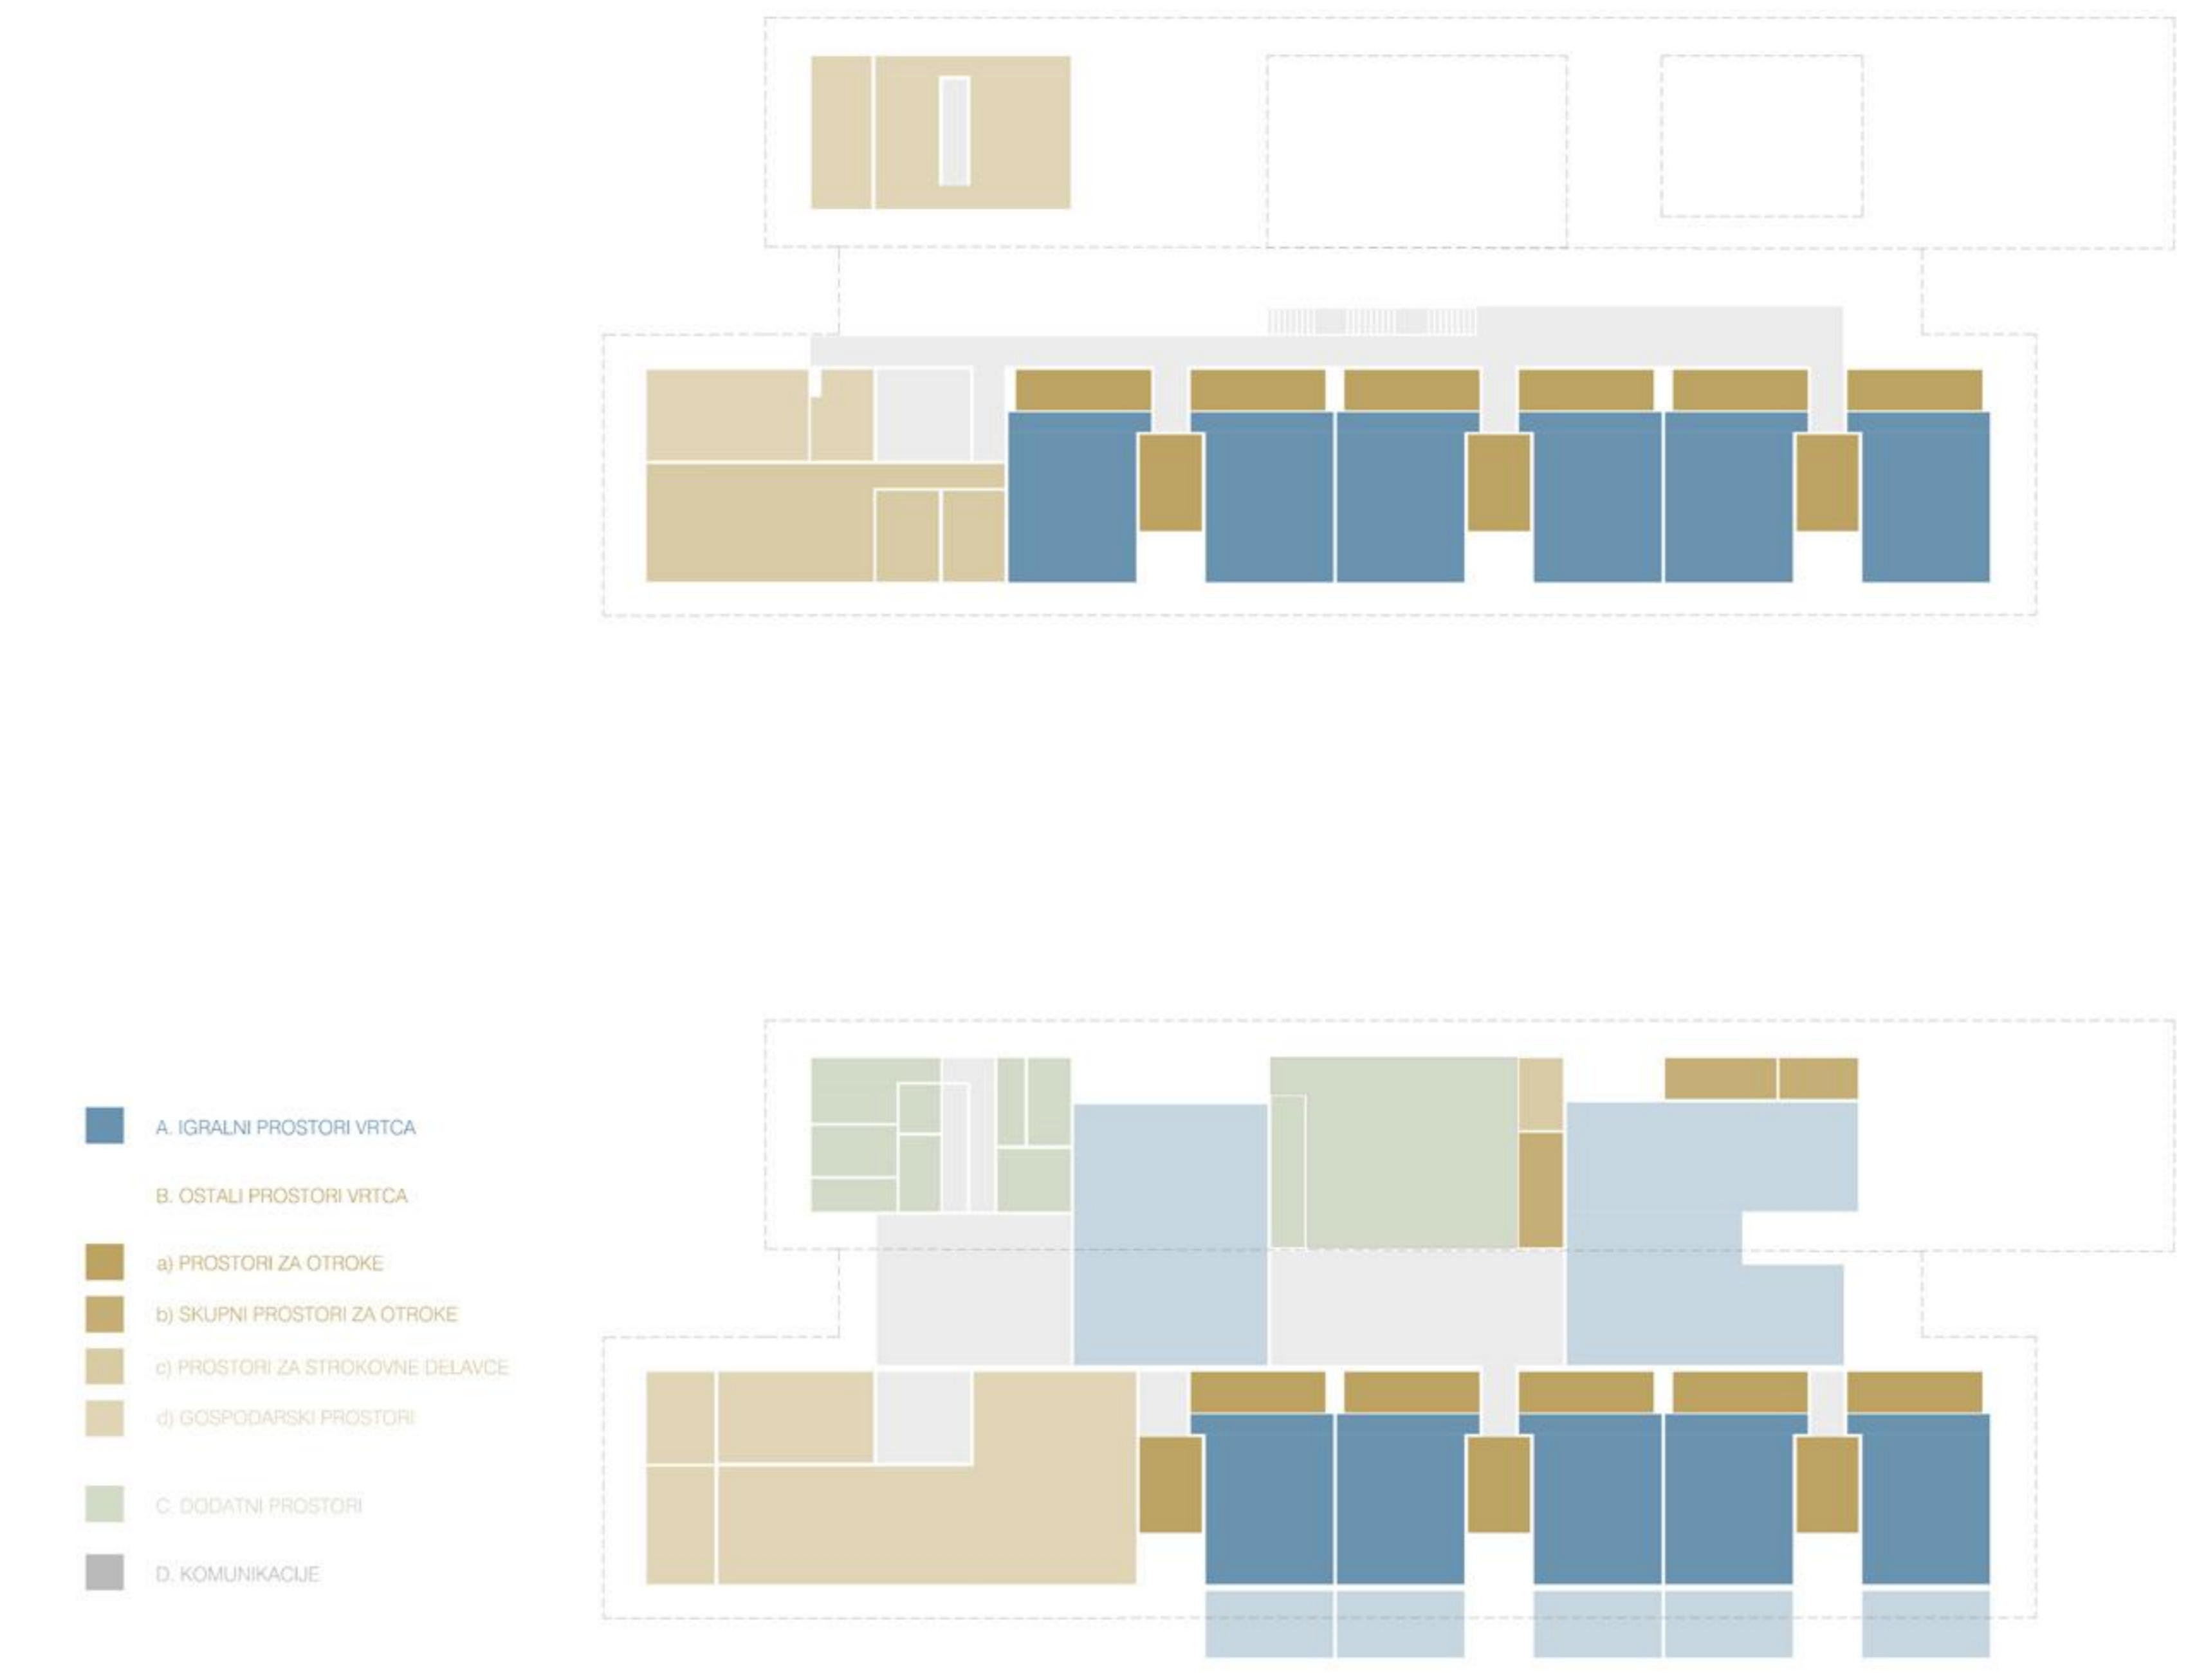 A. IGRALNI PROSTORI VRTCA
B. OSTALI PROSTORI VRTCA
a) PROSTORI ZA OTROKE
b) SKUPNI PROSTORI ZA OTROKE
c) PROSTORI ZA STROKOVNE DELAVCE
d) GOSPODARSKI PROSTORI
C. DODATNI PROSTORI
D. KOMUNIKACIJE